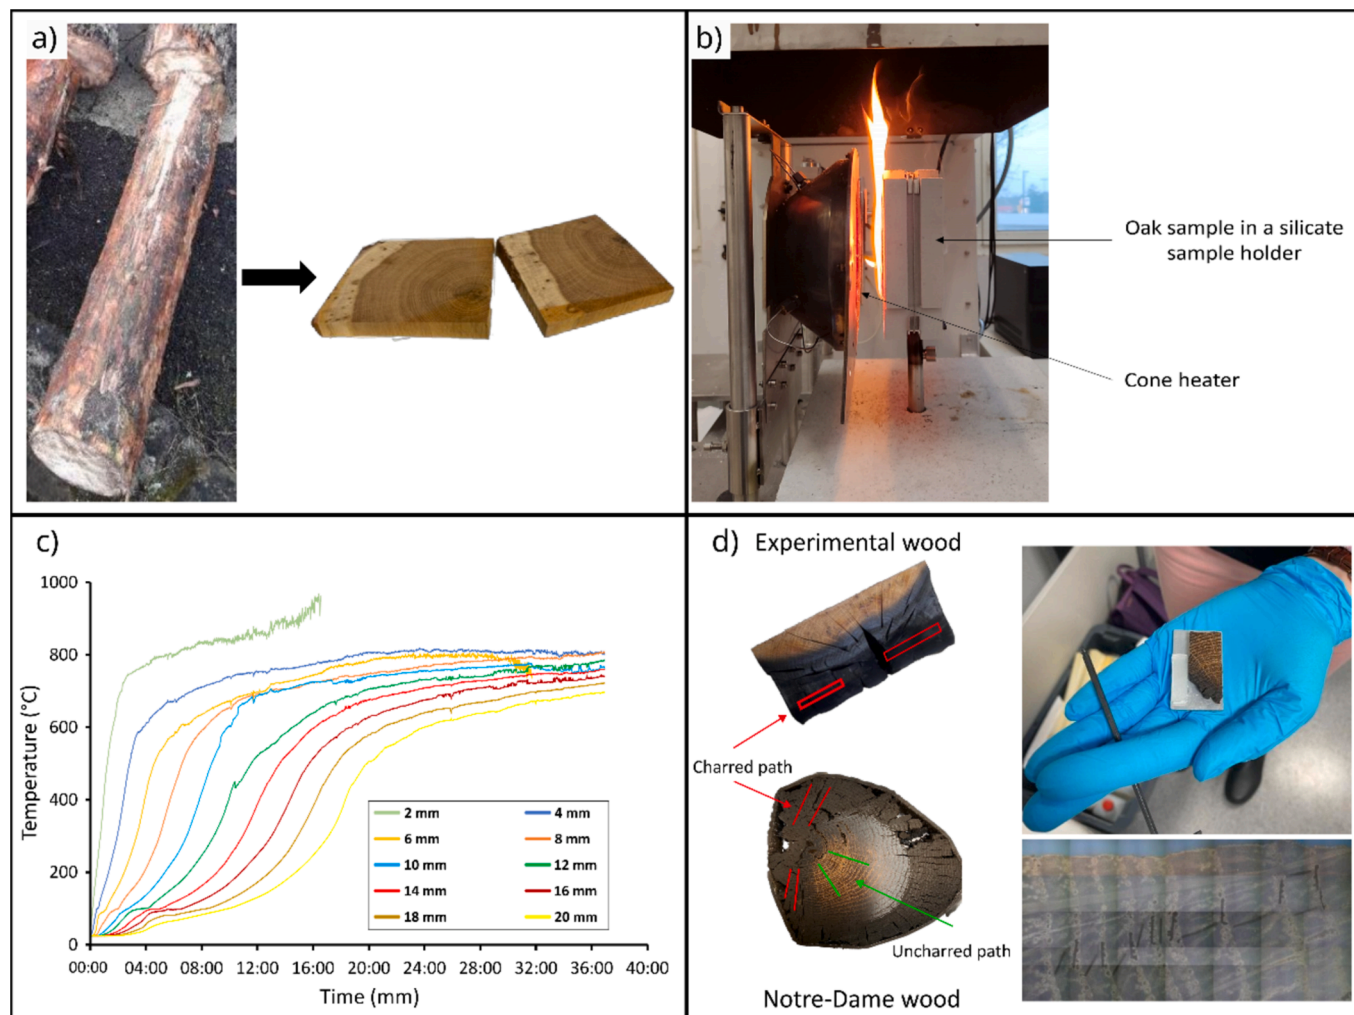 a)
b)
Oak sample in a silicate
sample holder
Cone heater
c)
1000
800
600
400
200
0
Temperature (°C)
2 mm
4 mm
6 mm
8 mm
10 mm
12 mm
14 mm
16 mm
18 mm
20 mm
00:00 04:00 08:00 12:00 16:00 20:00 24:00 28:00 32:00 36:00 40:00
Time (mm)
d)
Experimental wood
Charred path
Uncharred path
Notre-Dame wood